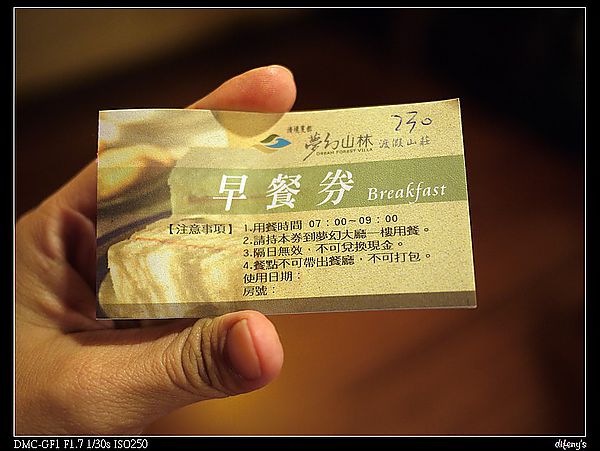 清境夏都
夢幻山林 渡假山莊
DREAM FOREST VILLA
230
早餐券 Breakfast
【注意事項】1.用餐時間 07：00~09：00
2.請持本券到夢幻大廳一樓用餐。
3.隔日無效，不可兌換現金。
4.餐點不可帶出餐廳，不可打包。
使用日期：
房號：
DMC-GF1 F1.7 1/30s ISO250
difeny's